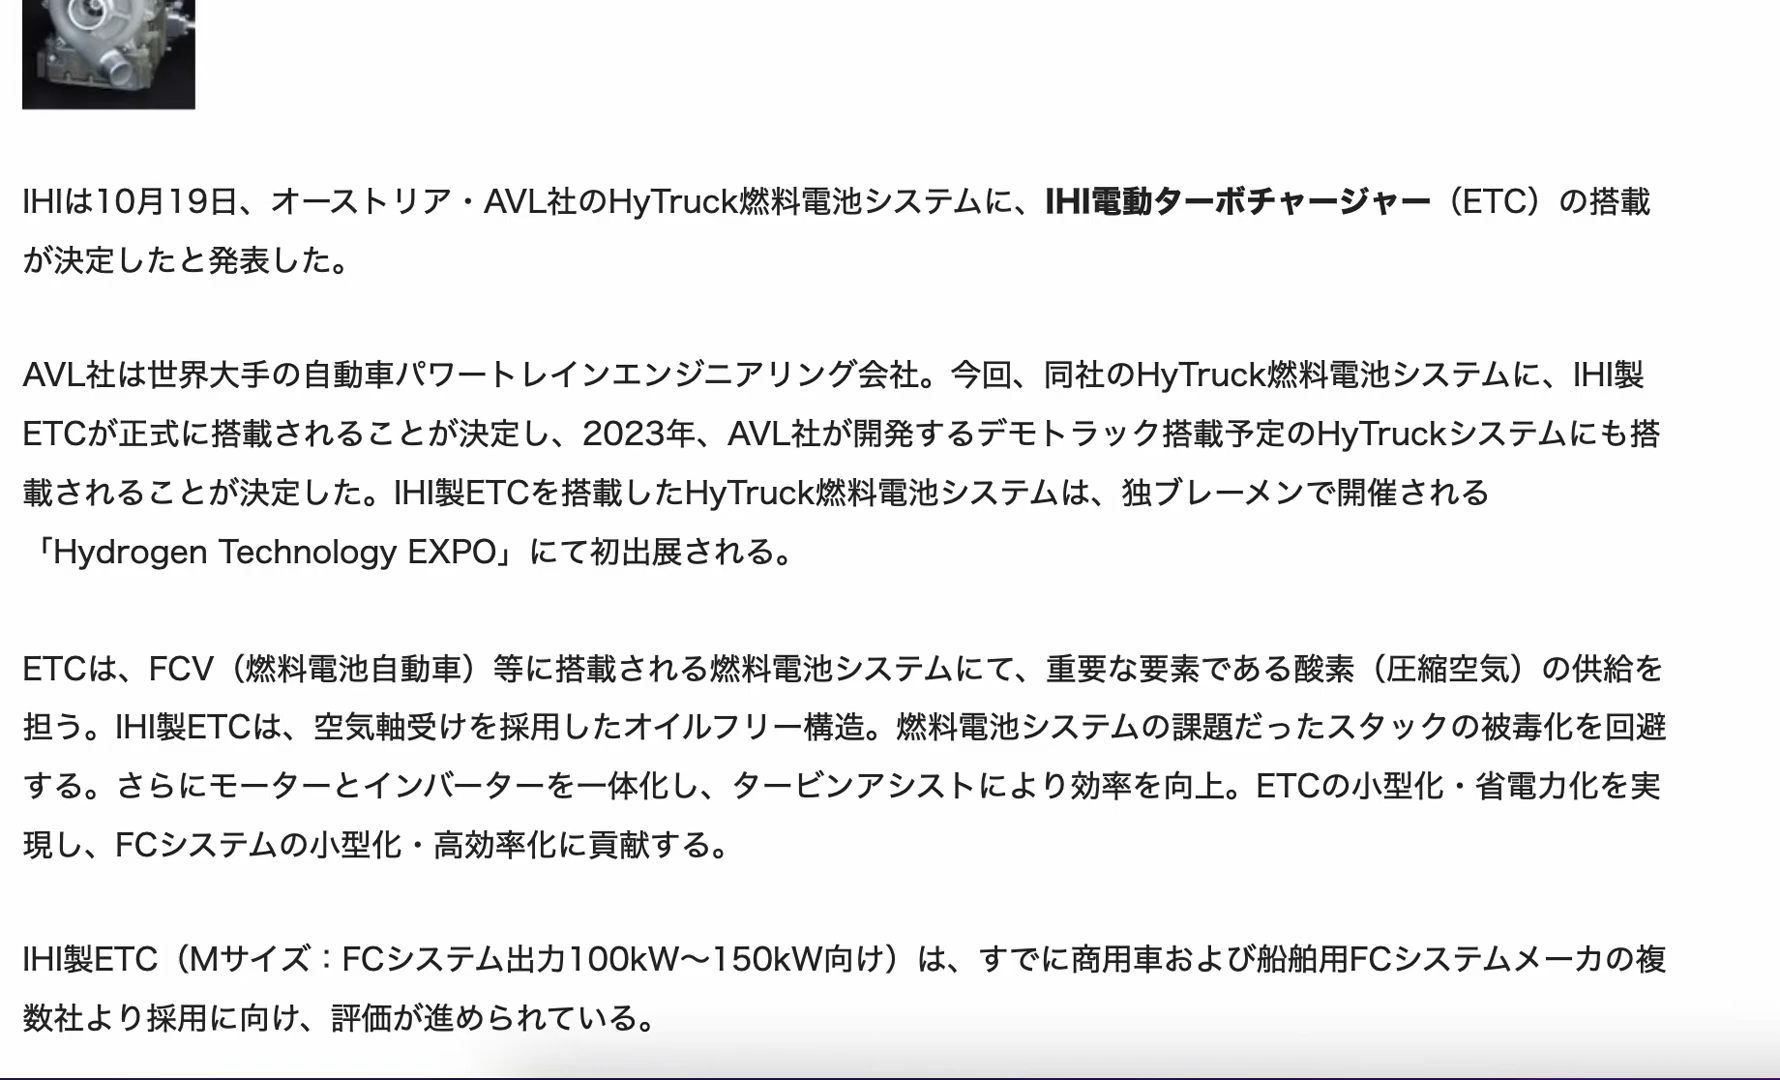 IHIは10月19日、オーストリア・AVL社のHyTruck燃料電池システムに、IHI電動ターボチャージャー（ETC）の搭載
が決定したと発表した。
AVL社は世界大手の自動車パワートレインエンジニアリング会社。今回、同社のHyTruck燃料電池システムに、IHI製
ETCが正式に搭載されることが決定し、2023年、AVL社が開発するデモトラック搭載予定のHyTruckシステムにも搭
載されることが決定した。IHI製ETCを搭載したHyTruck燃料電池システムは、独ブレーメンで開催される
「Hydrogen Technology EXPO」にて初出展される。
ETCは、FCV（燃料電池自動車）等に搭載される燃料電池システムにて、重要な要素である酸素（圧縮空気）の供給を
担う。IHI製ETCは、空気軸受けを採用したオイルフリー構造。燃料電池システムの課題だったスタックの被毒化を回避
する。さらにモーターとインバーターを一体化し、タービンアシストにより効率を向上。ETCの小型化・省電力化を実
現し、FCシステムの小型化・高効率化に貢献する。
IHI製ETC（Mサイズ：FCシステム出力100kW～150kW向け）は、すでに商用車および船舶用FCシステムメーカの複
数社より採用に向け、評価が進められている。